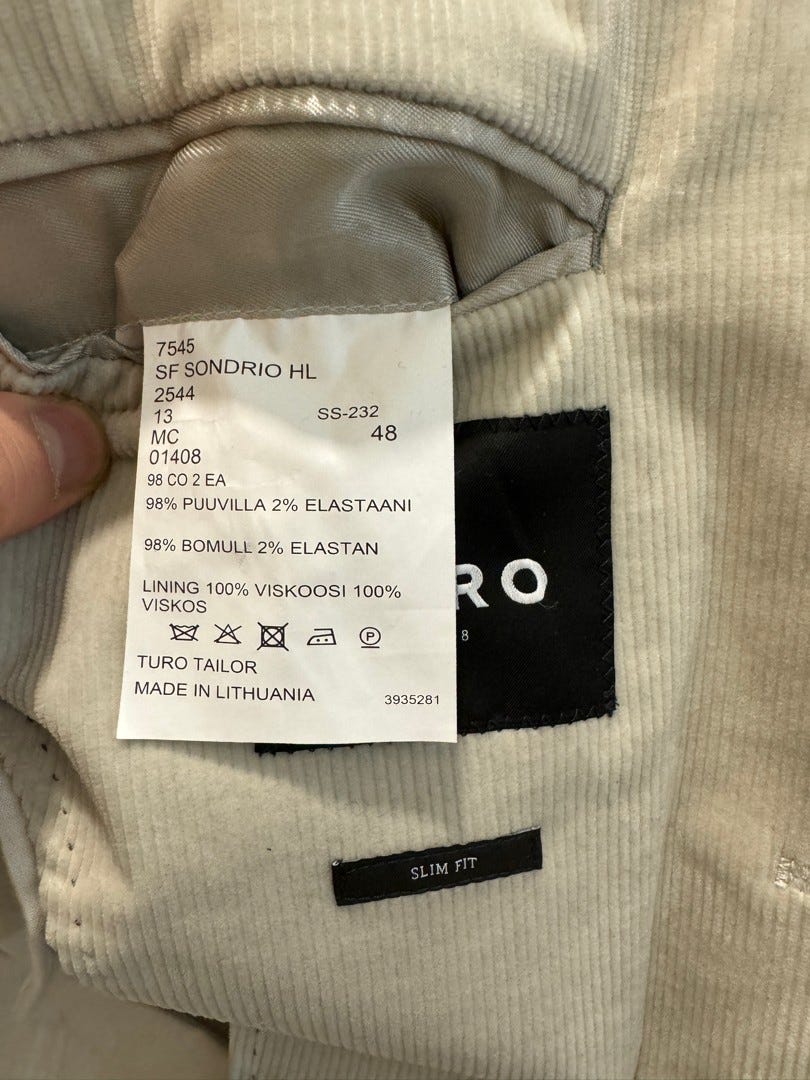 7545
SF SONDRIO HL
2544
13 SS-232
MC 48
01408
98 CO 2 EA
98% PUUVILLA 2% ELASTAANI
98% BOMULL 2% ELASTAN
LINING 100% VISKOOSI 100%
VISKOS
P
TURO TAILOR
MADE IN LITHUANIA 3935281
RO
8
SLIM FIT